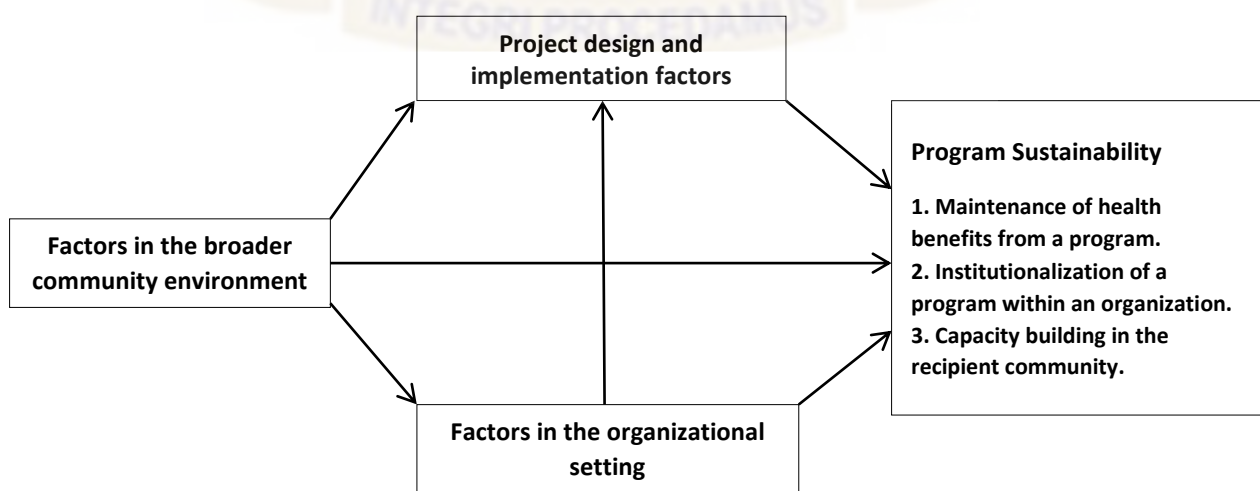 INTEGRI PROCEDAMUS
Project design and
implementation factors
Program Sustainability
1. Maintenance of health
benefits from a program.
2. Institutionalization of a
program within an organization.
3. Capacity building in the
recipient community.
Factors in the broader
community environment
Factors in the organizational
setting